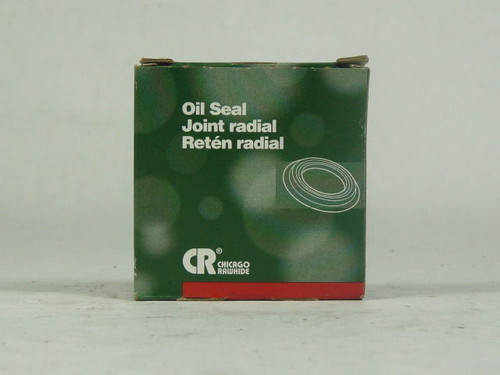 Oil Seal
Joint radial
Retén radial
CR®
CHICAGO
RAWHIDE